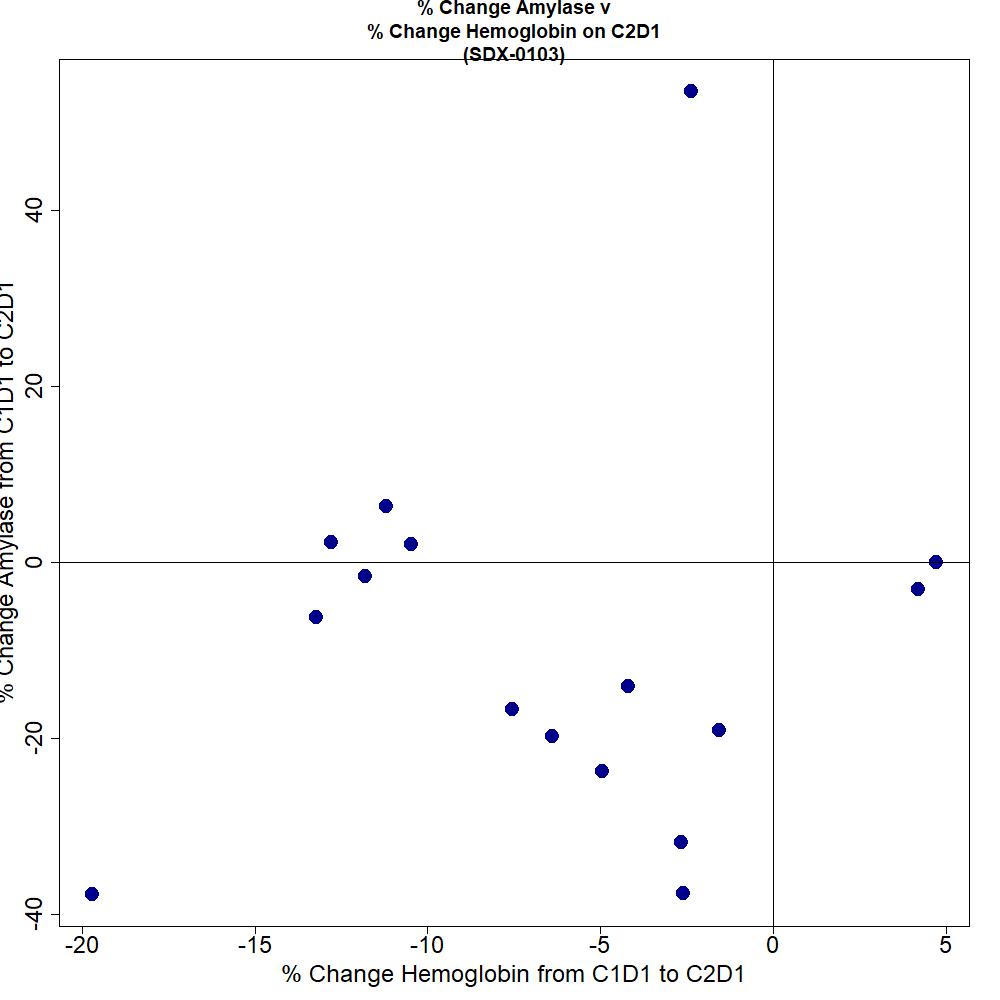 % Change Amylase v
% Change Hemoglobin on C2D1
(SDX-0103)
% Change Amylase from C1D1 to C2D1
40
20
0
-20
-40
-20
-15
-10
-5
0
5
% Change Hemoglobin from C1D1 to C2D1